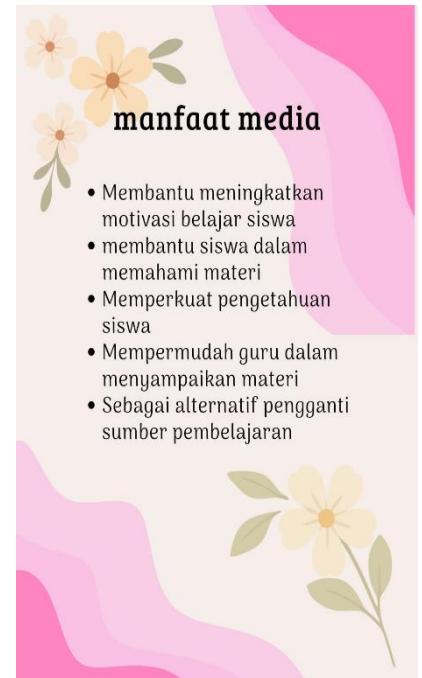 manfaat media
• Membantu meningkatkan
motivasi belajar siswa
• membantu siswa dalam
memahami materi
• Memperkuat pengetahuan
siswa
• Mempermudah guru dalam
menyampaikan materi
• Sebagai alternatif pengganti
sumber pembelajaran